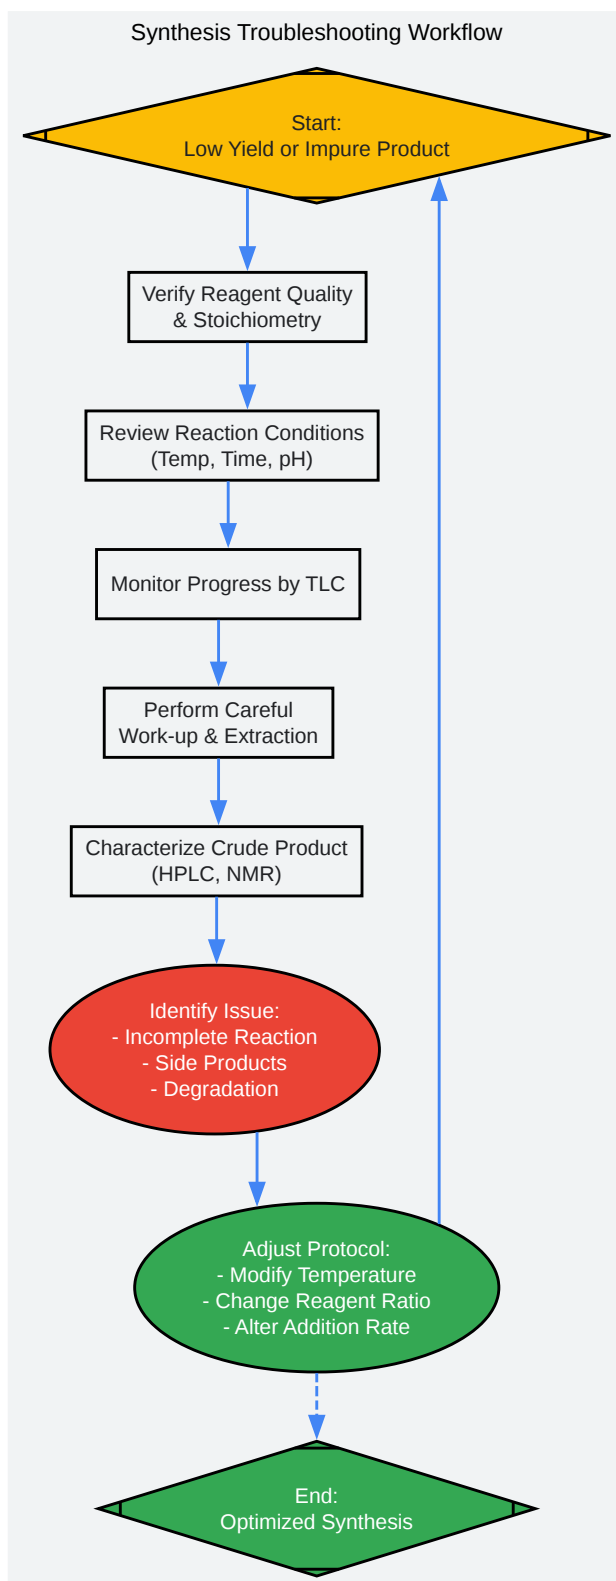 Synthesis Troubleshooting Workflow
Start:
Low Yield or Impure Product
Verify Reagent Quality
& Stoichiometry
Review Reaction Conditions
(Temp, Time, pH)
Monitor Progress by TLC
Perform Careful
Work-up & Extraction
Characterize Crude Product
(HPLC, NMR)
Identify Issue:
- Incomplete Reaction
- Side Products
- Degradation
Adjust Protocol:
- Modify Temperature
- Change Reagent Ratio
- Alter Addition Rate
End:
Optimized Synthesis